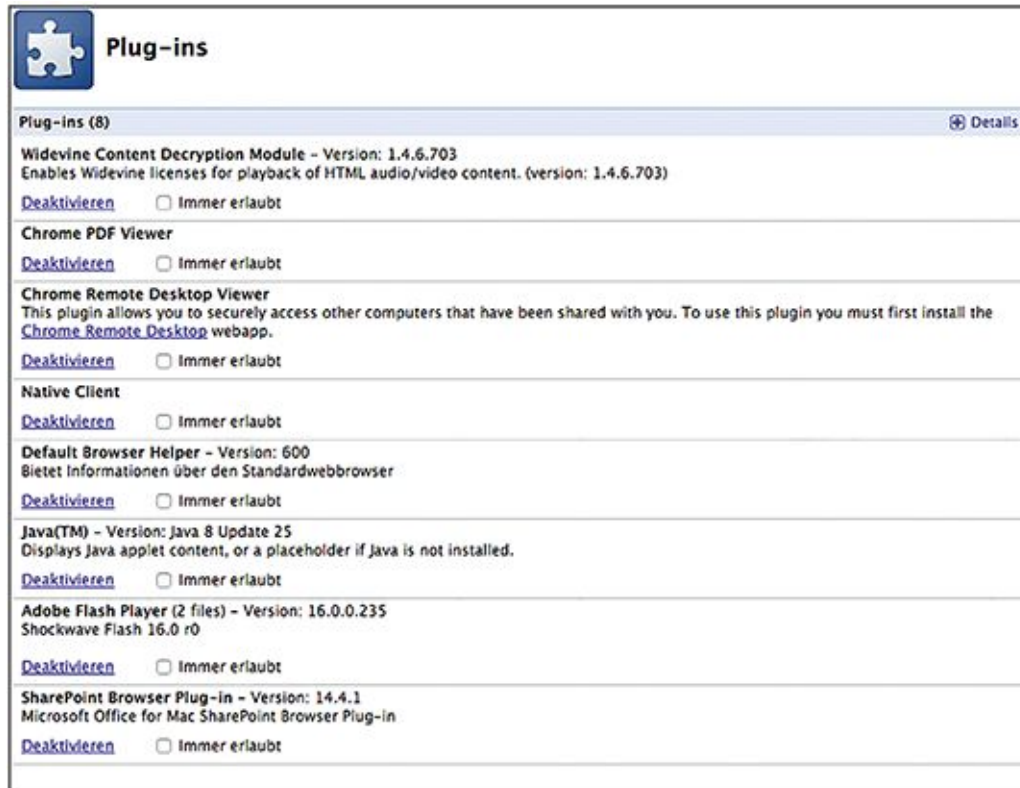 Plug-ins
Plug-ins (8)
Details
Widevine Content Decryption Module – Version: 1.4.6.703
Enables Widevine licenses for playback of HTML audio/video content. (version: 1.4.6.703)
Deaktivieren Immer erlaubt
Chrome PDF Viewer
Deaktivieren Immer erlaubt
Chrome Remote Desktop Viewer
This plugin allows you to securely access other computers that have been shared with you. To use this plugin you must first install the
Chrome Remote Desktop webapp.
Deaktivieren Immer erlaubt
Native Client
Deaktivieren Immer erlaubt
Default Browser Helper – Version: 600
Bietet Informationen über den Standardwebbrowser
Deaktivieren Immer erlaubt
Java(TM) – Version: Java 8 Update 25
Displays Java applet content, or a placeholder if Java is not installed.
Deaktivieren Immer erlaubt
Adobe Flash Player (2 files) – Version: 16.0.0.235
Shockwave Flash 16.0 r0
Deaktivieren Immer erlaubt
SharePoint Browser Plug-in – Version: 14.4.1
Microsoft Office for Mac SharePoint Browser Plug-in
Deaktivieren Immer erlaubt